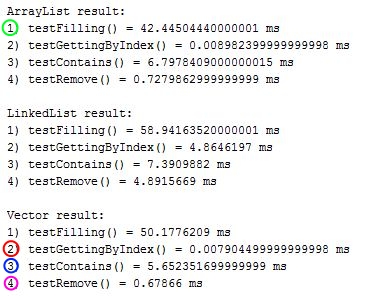 ArrayList result:
1) testFilling() = 42.44504440000001 ms
2) testGettingByIndex() = 0.008982399999999998 ms
3) testContains() = 6.7978409000000015 ms
4) testRemove() = 0.7279862999999999 ms
LinkedList result:
1) testFilling() = 58.94163520000001 ms
2) testGettingByIndex() = 4.8646197 ms
3) testContains() = 7.3909882 ms
4) testRemove() = 4.8915669 ms
Vector result:
1) testFilling() = 50.1776209 ms
2) testGettingByIndex() = 0.007904499999999998 ms
3) testContains() = 5.652351699999999 ms
4) testRemove() = 0.67866 ms